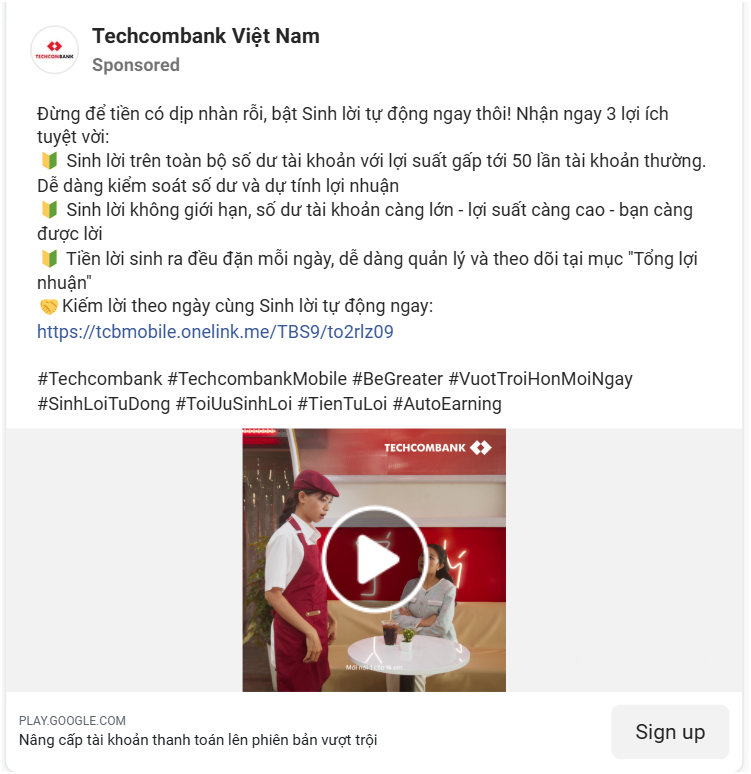 TECHCOMBANK
Techcombank Việt Nam
Sponsored
Đừng để tiền có dịp nhàn rỗi, bật Sinh lời tự động ngay thôi! Nhận ngay 3 lợi ích
tuyệt vời:
🔰 Sinh lời trên toàn bộ số dư tài khoản với lợi suất gấp tới 50 lần tài khoản thường.
Dễ dàng kiểm soát số dư và dự tính lợi nhuận
🔰 Sinh lời không giới hạn, số dư tài khoản càng lớn - lợi suất càng cao - bạn càng
được lời
🔰 Tiền lời sinh ra đều đặn mỗi ngày, dễ dàng quản lý và theo dõi tại mục "Tổng lợi
nhuận"
🤝Kiếm lời theo ngày cùng Sinh lời tự động ngay:
https://tcbmobile.onelink.me/TBS9/to2rlz09
#Techcombank #TechcombankMobile #BeGreater #VuotTroiHonMoiNgay
#SinhLoiTuDong #ToiUuSinhLoi #TienTuLoi #AutoEarning
TECHCOMBANK
PLAY.GOOGLE.COM
Nâng cấp tài khoản thanh toán lên phiên bản vượt trội
Sign up